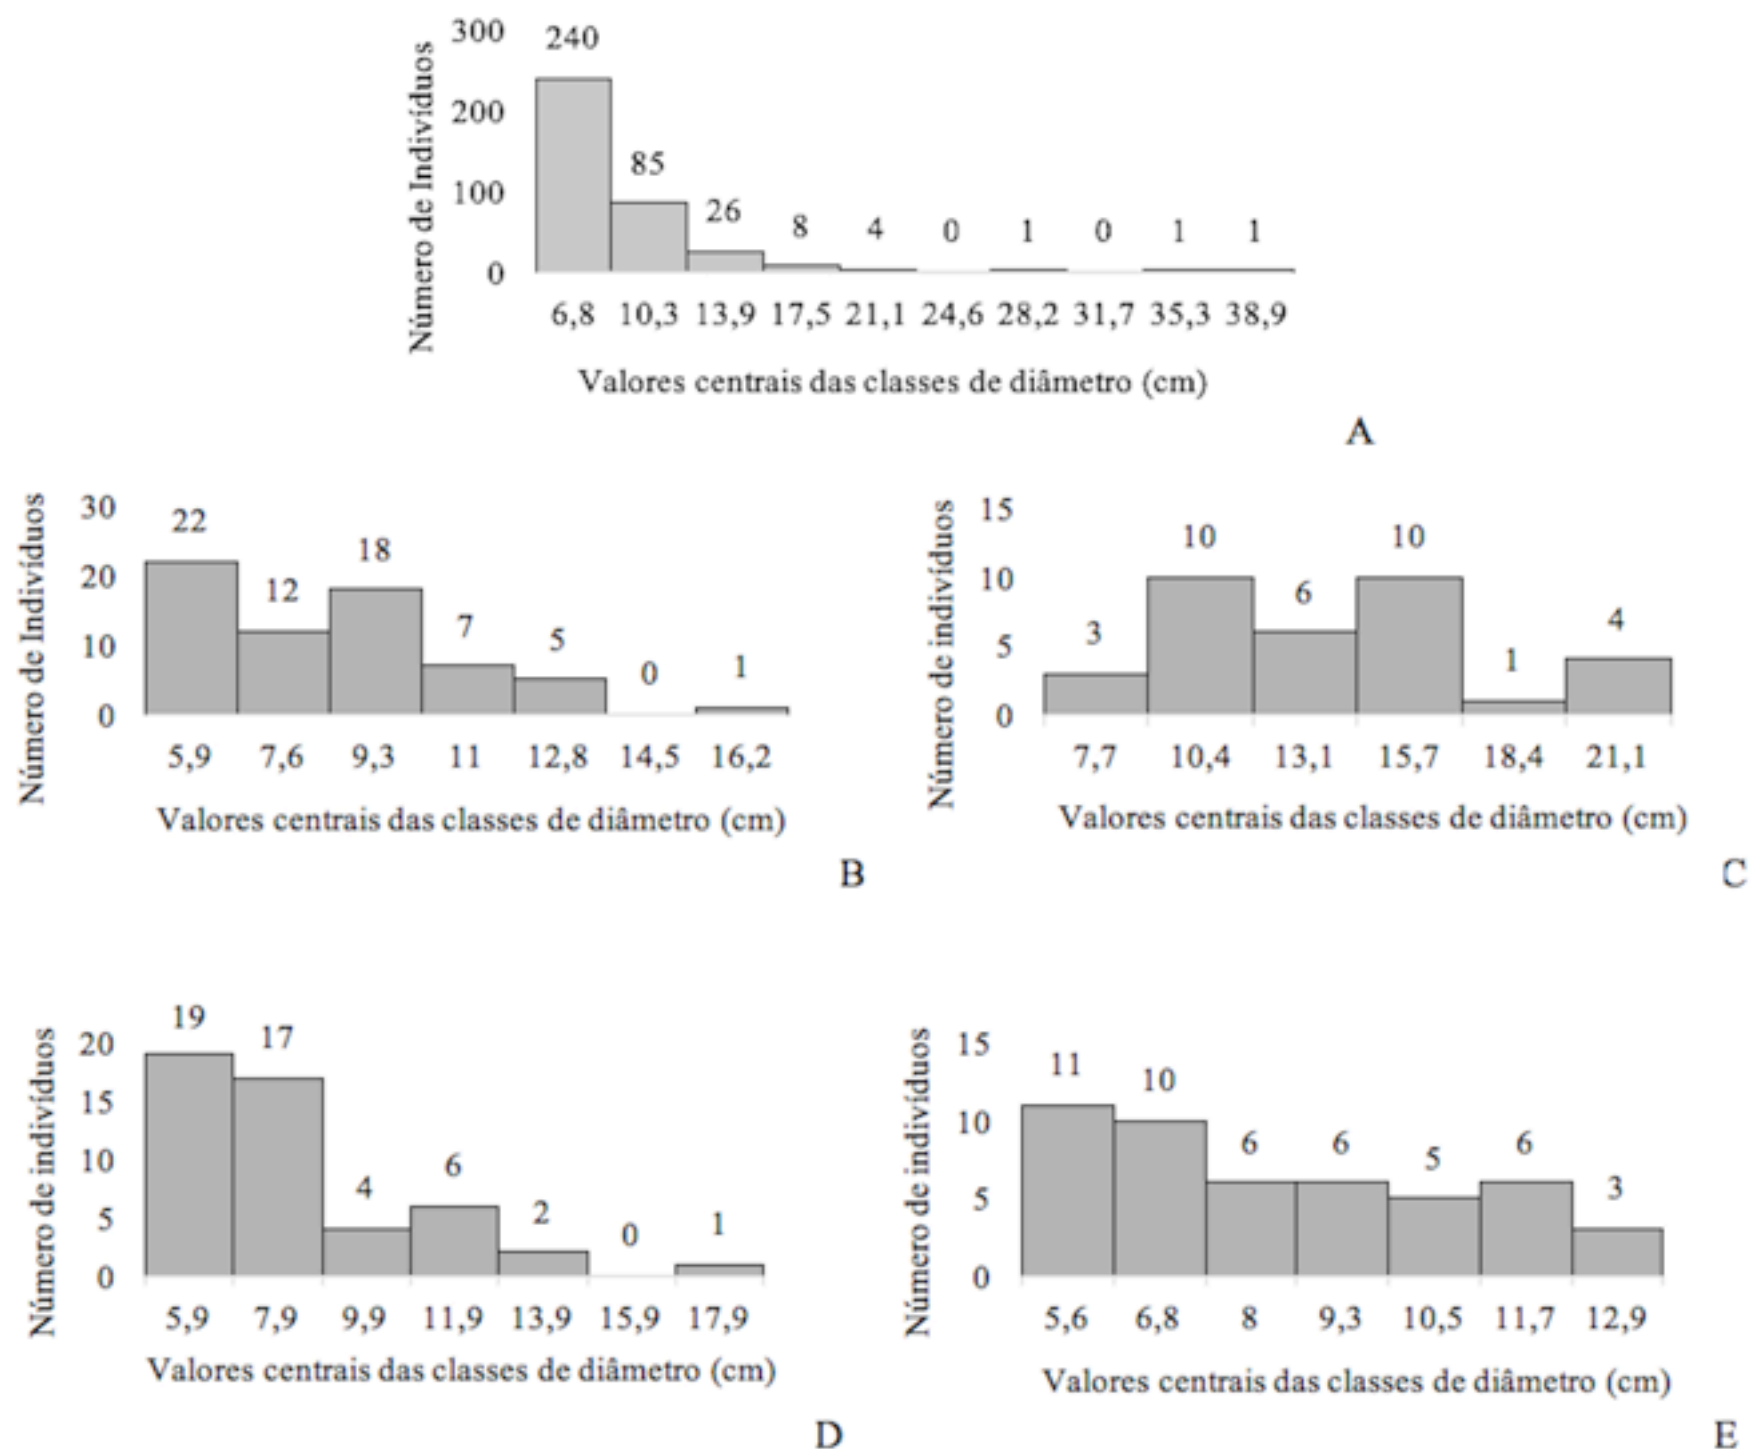 Número de Indivíduos
300
200
100
0
240
85
26
8
4
0
1
0
1
1
6,8 10,3 13,9 17,5 21,1 24,6 28,2 31,7 35,3 38,9
Valores centrais das classes de diâmetro (cm)
A
Número de Indivíduos
30
20
10
0
22
12
18
7
5
0
1
5,9 7,6 9,3 11 12,8 14,5 16,2
Valores centrais das classes de diâmetro (cm)
B
Número de indivíduos
15
10
5
0
3
10
6
10
1
4
7,7 10,4 13,1 15,7 18,4 21,1
Valores centrais das classes de diâmetro (cm)
C
Número de indivíduos
20
15
10
5
0
19
17
4
6
2
0
1
5,9 7,9 9,9 11,9 13,9 15,9 17,9
Valores centrais das classes de diâmetro (cm)
D
Número de indivíduos
15
10
5
0
11
10
6
6
5
6
3
5,6 6,8 8 9,3 10,5 11,7 12,9
Valores centrais das classes de diâmetro (cm)
E